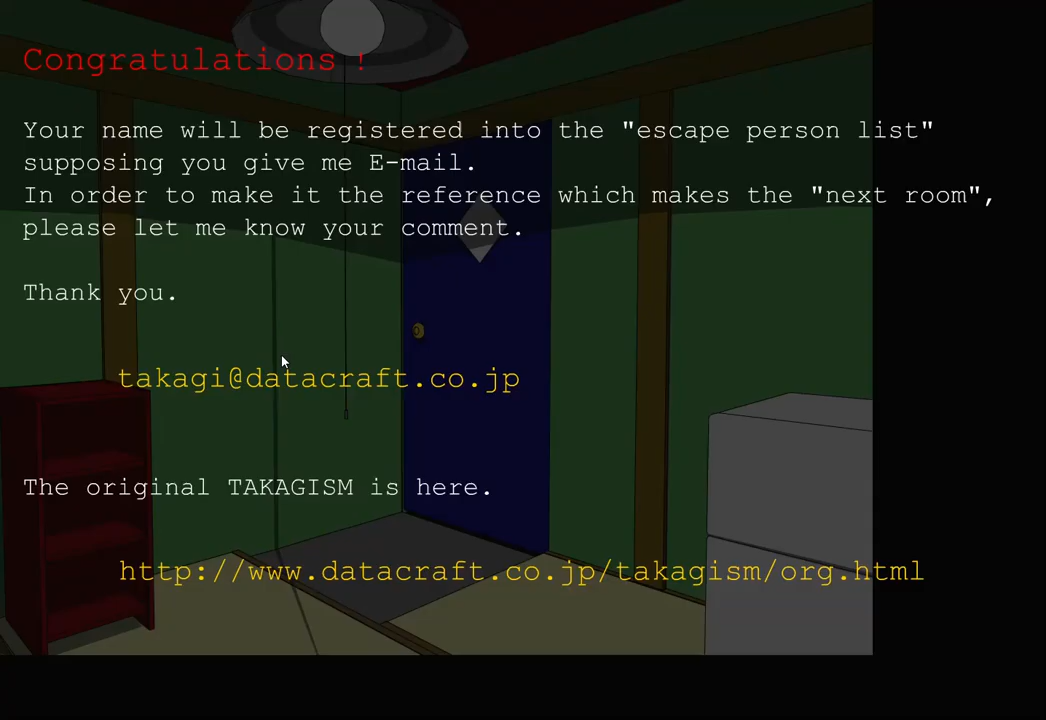 Congratulations !
Your name will be registered into the "escape person list"
supposing you give me E-mail.
In order to make it the reference which makes the "next room",
please let me know your comment.
Thank you.
takagi@datacraft.co.jp
The original TAKAGISM is here.
http://www.datacraft.co.jp/takagism/org.html